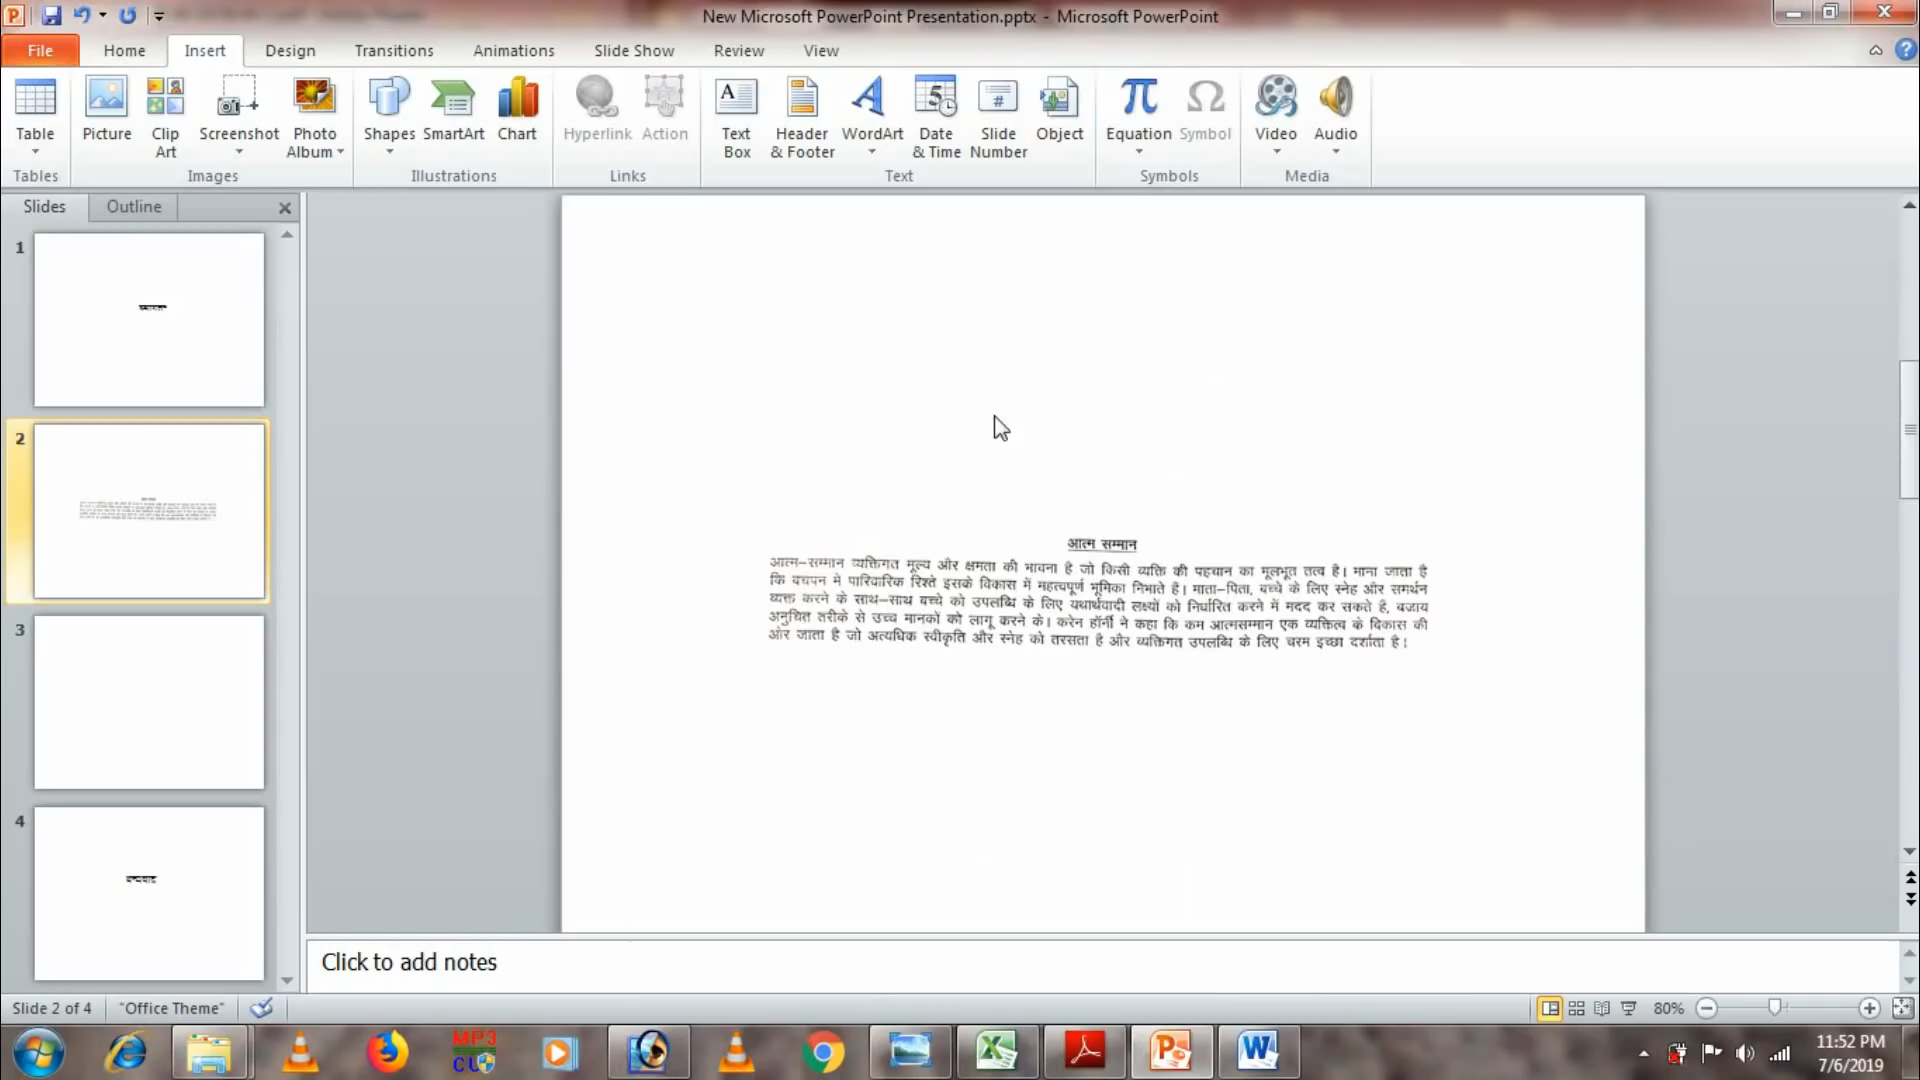 New Microsoft PowerPoint Presentation.pptx - Microsoft PowerPoint
File Home Insert Design Transitions Animations Slide Show Review View
Table Picture Clip Art Screenshot Photo Album Shapes SmartArt Chart Hyperlink Action Text Box Header & Footer WordArt Date & Time Slide Number Object Equation Symbol Video Audio
Tables Images Illustrations Links Text Symbols Media
Slides Outline
1
2
3
4
आत्म सम्मान
आत्म–सम्मान व्यक्तिगत मूल्य और क्षमता की भावना है जो किसी व्यक्ति की पहचान का मूलभूत तत्व है। माना जाता है
कि बचपन मे पारिवारिक रिश्ते इसके विकास में महत्वपूर्ण भूमिका निभाते है। माता–पिता, बच्चे के लिए स्नेह और समर्थन
व्यक्त करने के साथ–साथ बच्चे को उपलब्धि के लिए यथार्थवादी लक्ष्यों को निर्धारित करने में मदद कर सकते है, बजाय
अनुचित तरीके से उच्च मानकों को लागू करने के। करेन हॉर्नी ने कहा कि कम आत्मसम्मान एक व्यक्तित्व के विकास की
ओर जाता है जो अत्यधिक स्वीकृति और स्नेह को तरसता है और व्यक्तिगत उपलब्धि के लिए चरम इच्छा दर्शाता है।
Click to add notes
Slide 2 of 4 "Office Theme" 80%
MP3
CU
11:52 PM
7/6/2019